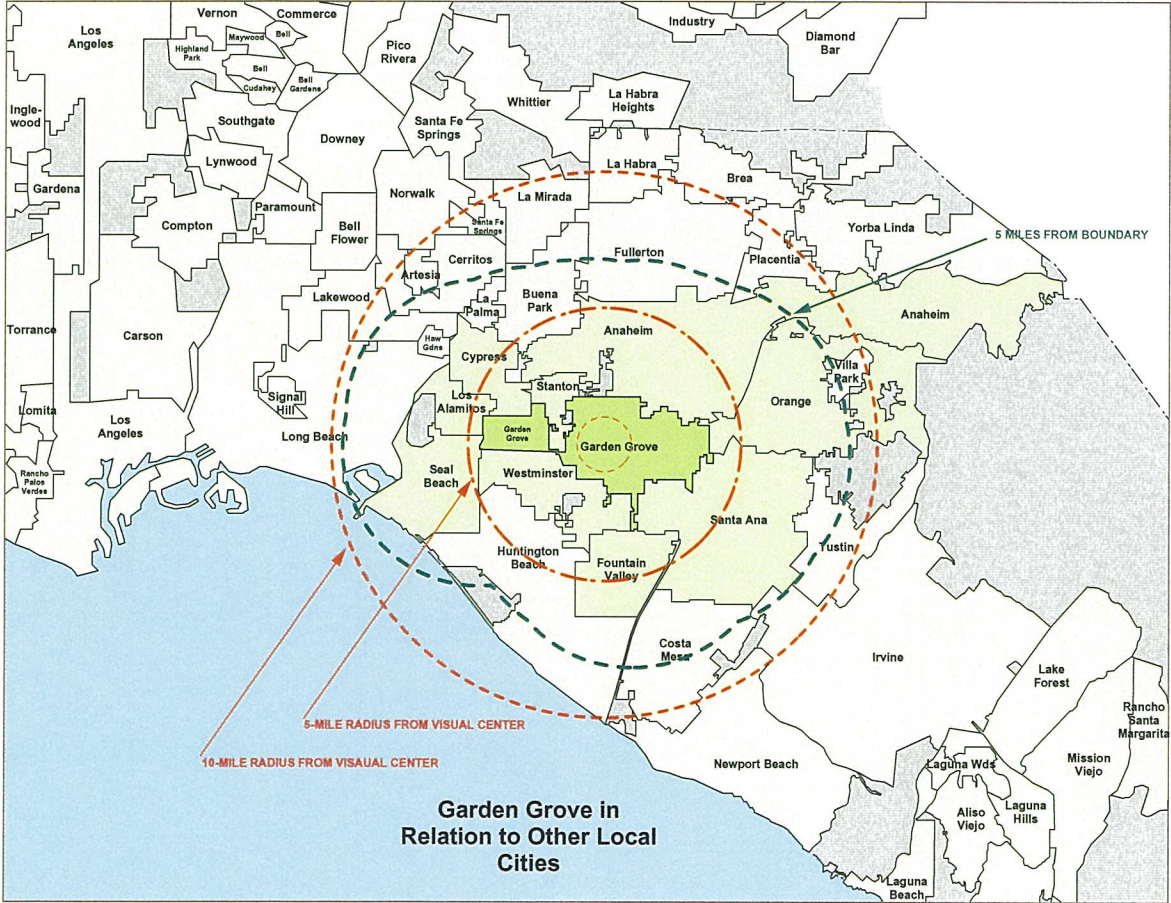 Vernon
Commerce
Los
Angeles
Maywood
Bell
Industry
Diamond
Bar
Highland
Park
Pico
Rivera
Bell
Cudahey
Bell
Gardens
Whittier
La Habra
Heights
Ingle-
wood
Southgate
Santa Fe
Springs
Downey
Lynwood
La Habra
Brea
Gardena
Norwalk
La Mirada
Paramount
Compton
Bell
Flower
Santa Fe
Springs
Yorba Linda
5 MILES FROM BOUNDARY
Fullerton
Placentia
Cerritos
Artesia
Lakewood
La
Palma
Buena
Park
Anaheim
Torrance
Carson
Anaheim
Haw
Gdns
Cypress
Villa
Park
Stanton
Signal
Hill
Los
Alamitos
Orange
Lomita
Los
Angeles
Long Beach
Garden
Grove
Garden Grove
Rancho
Palos
Verdes
Seal
Beach
Westminster
Santa Ana
Tustin
Huntington
Beach
Fountain
Valley
Costa
Mesa
Irvine
Lake
Forest
Rancho
Santa
Margarita
5-MILE RADIUS FROM VISUAL CENTER
10-MILE RADIUS FROM VISAUAL CENTER
Newport Beach
Laguna Wds
Mission
Viejo
Aliso
Viejo
Laguna
Hills
Garden Grove in
Relation to Other Local
Cities
Laguna
Beach